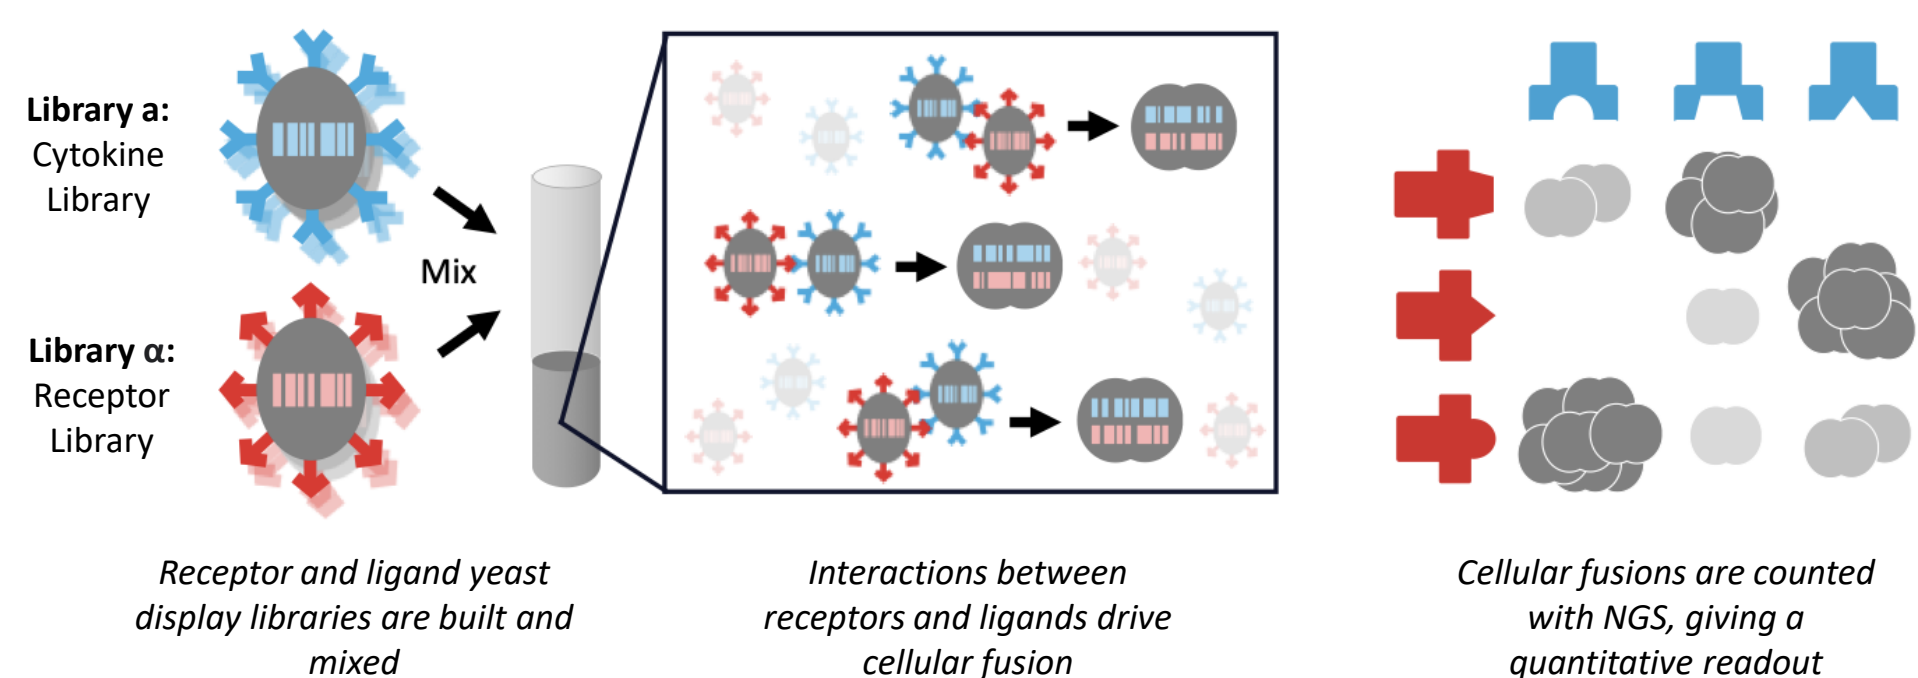 Library a:
Cytokine
Library
Mix
Library α:
Receptor
Library
Receptor and ligand yeast
display libraries are built and
mixed
Interactions between
receptors and ligands drive
cellular fusion
Cellular fusions are counted
with NGS, giving a
quantitative readout